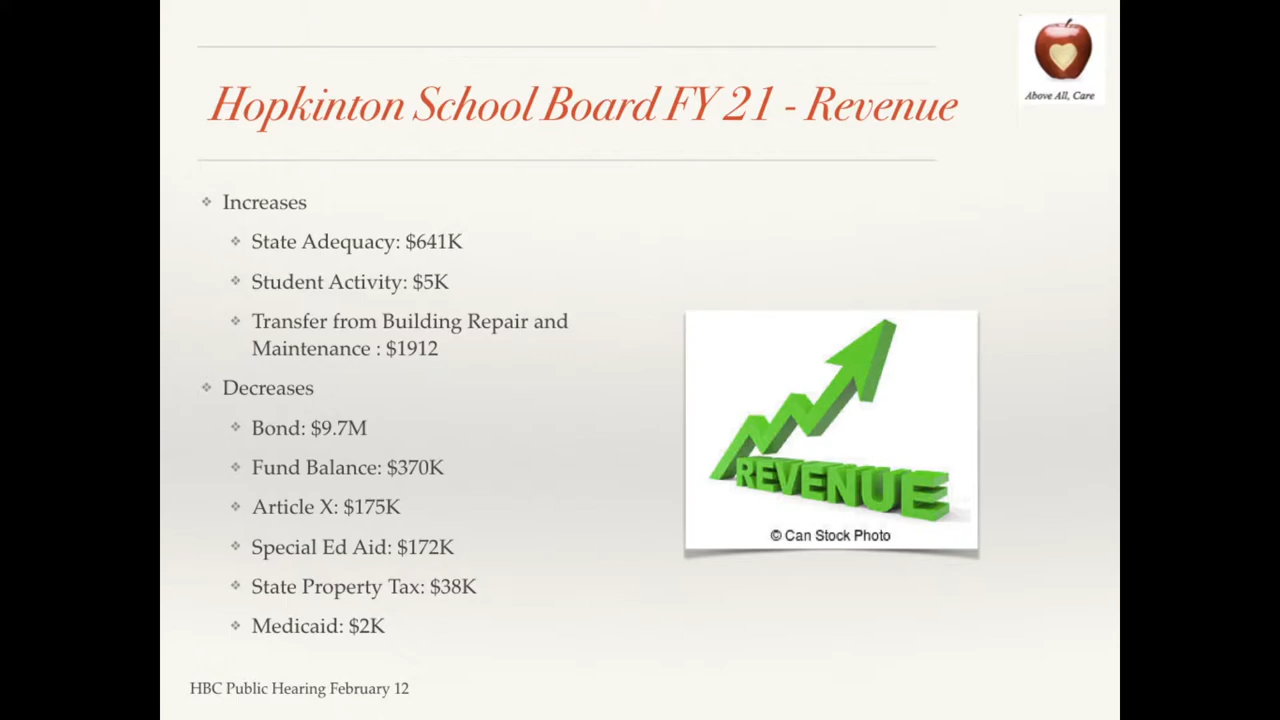 Above All, Care
Hopkinton School Board FY 21 - Revenue
Increases
State Adequacy: $641K
Student Activity: $5K
Transfer from Building Repair and
Maintenance : $1912
Decreases
Bond: $9.7M
Fund Balance: $370K
Article X: $175K
Special Ed Aid: $172K
State Property Tax: $38K
Medicaid: $2K
REVENUE
© Can Stock Photo
HBC Public Hearing February 12